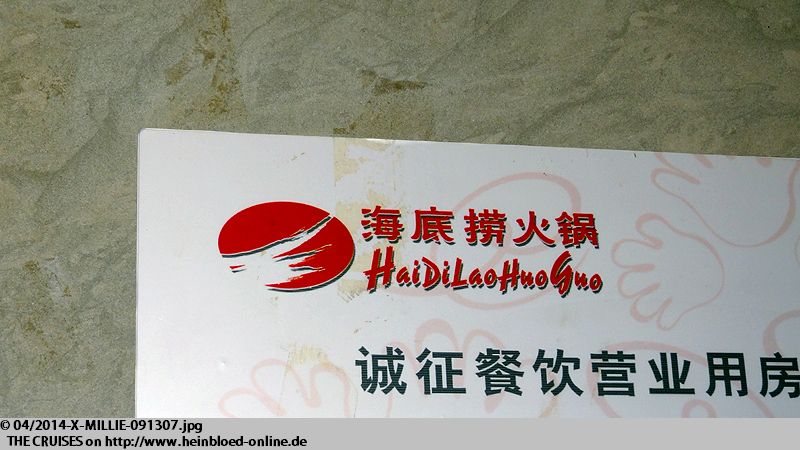 海底捞火锅
HaiDiLaoHuoGuo
诚征餐饮营业用房
© 04/2014-X-MILLIE-091307.jpg
THE CRUISES on http://www.heinbloed-online.de